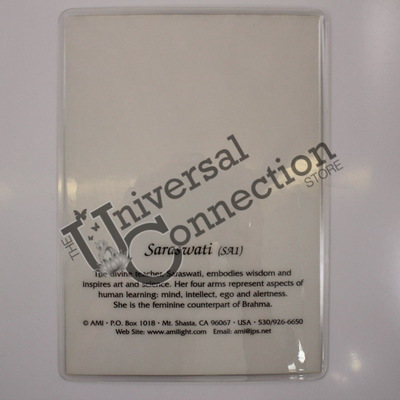 THE Universal Connection STORE
Saraswati (SA1)
The divine teacher, Saraswati, embodies wisdom and
inspires art and science. Her four arms represent aspects of
human learning: mind, intellect, ego and alertness.
She is the feminine counterpart of Brahma.
© AMI • P.O. Box 1018 • Mt. Shasta, CA 96067 • USA • 530/926-6650
Web Site: www.amilight.com Email: ami@jps.net